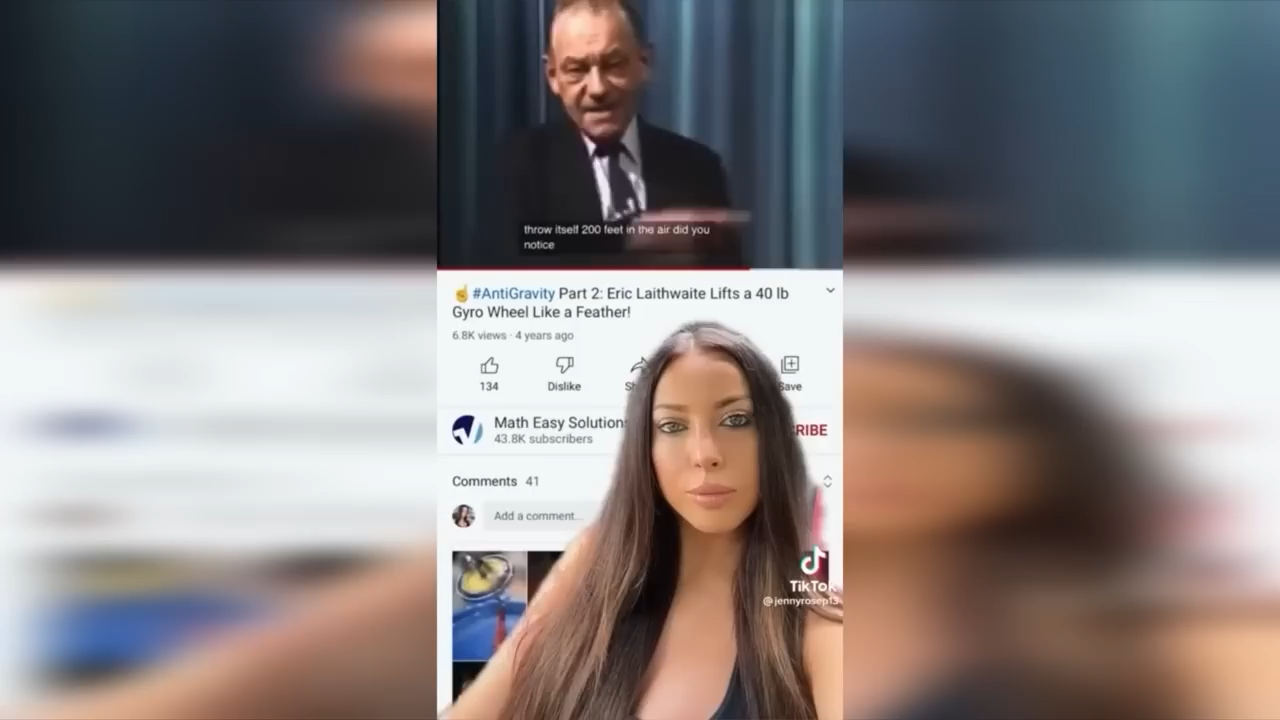 throw itself 200 feet in the air did you
notice
☝#AntiGravity Part 2: Eric Laithwaite Lifts a 40 lb
Gyro Wheel Like a Feather!
6.8K views · 4 years ago
134
Dislike
Save
Math Easy Solutions
43.8K subscribers
Comments 41
Add a comment...
TikTok
@jennyrosep13